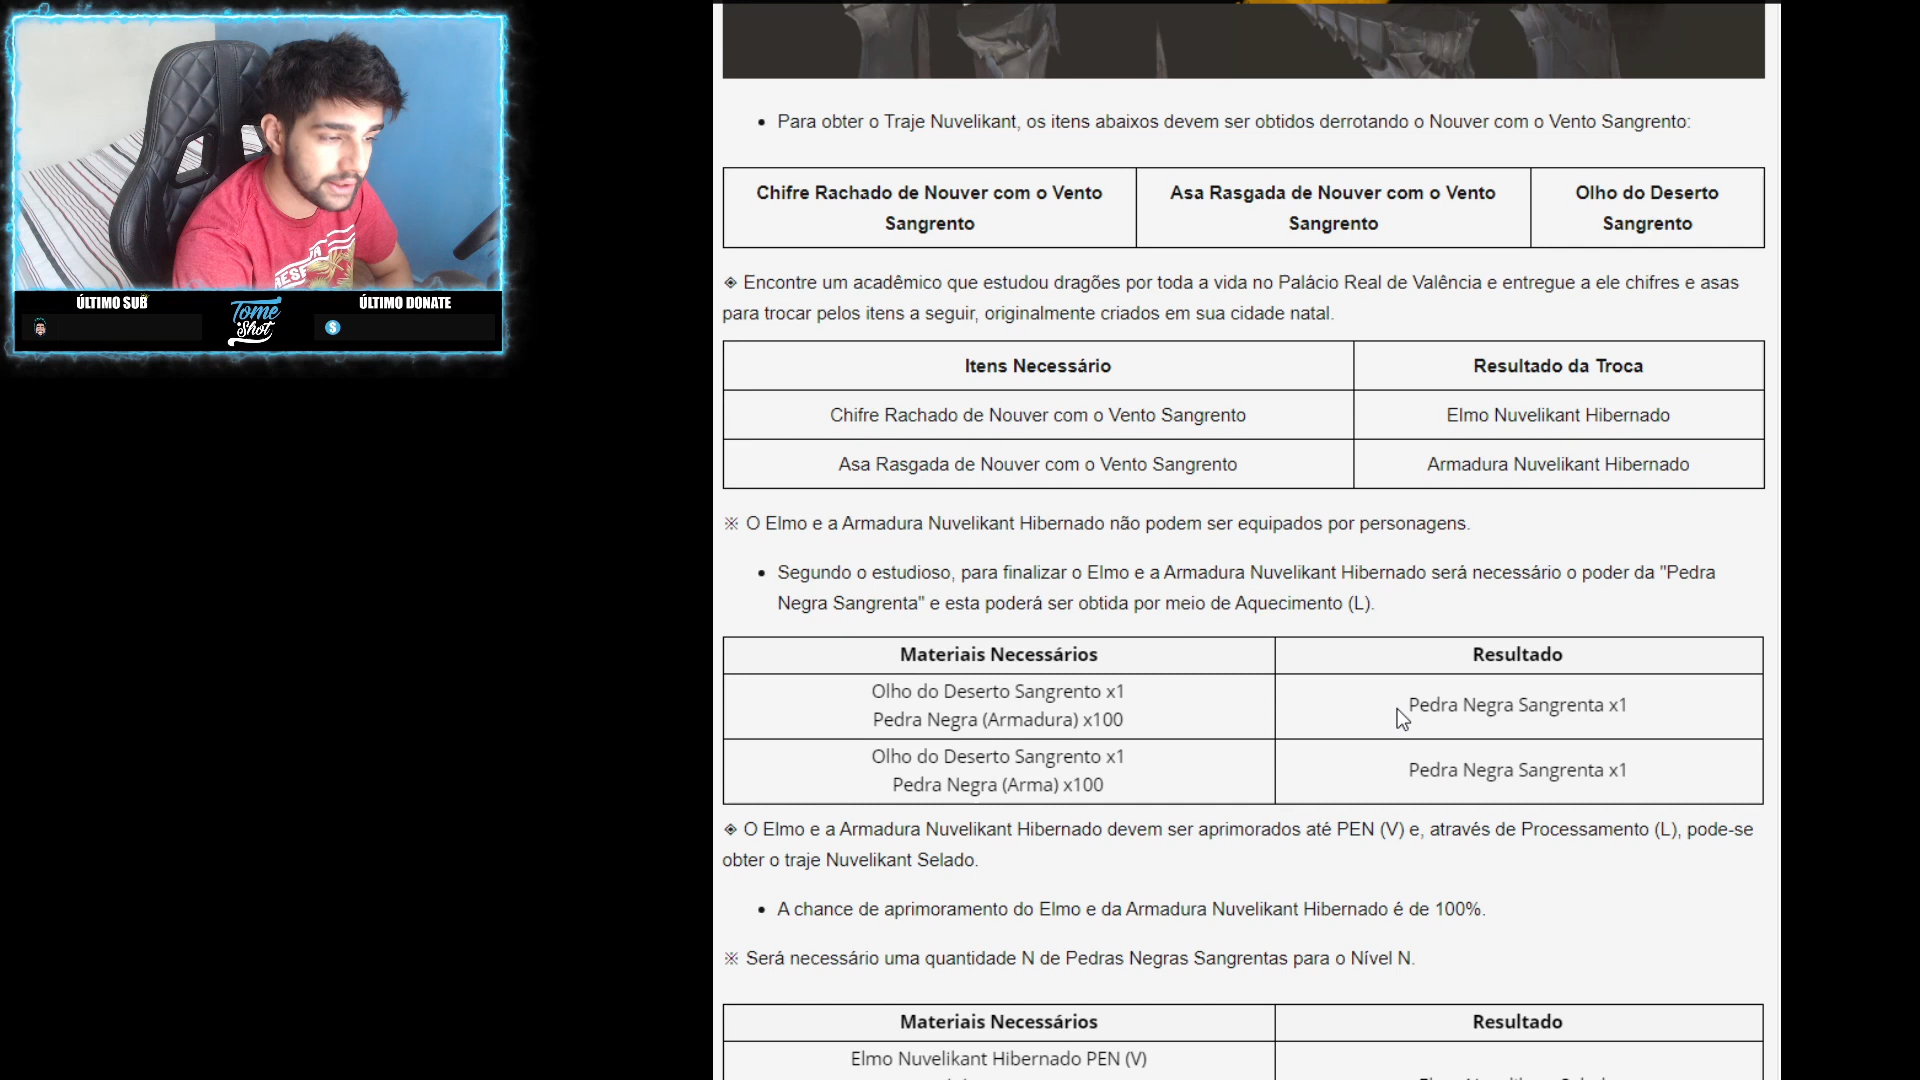 Para obter o Traje Nuvelikant, os itens abaixos devem ser obtidos derrotando o Nouver com o Vento Sangrento:
Chifre Rachado de Nouver com o Vento
Sangrento
Asa Rasgada de Nouver com o Vento
Sangrento
Olho do Deserto
Sangrento
◈ Encontre um acadêmico que estudou dragões por toda a vida no Palácio Real de Valência e entregue a ele chifres e asas
para trocar pelos itens a seguir, originalmente criados em sua cidade natal.
ÚLTIMO SUB
Tome
Shot
ÚLTIMO DONATE
$
Itens Necessário
Resultado da Troca
Chifre Rachado de Nouver com o Vento Sangrento
Elmo Nuvelikant Hibernado
Asa Rasgada de Nouver com o Vento Sangrento
Armadura Nuvelikant Hibernado
※ O Elmo e a Armadura Nuvelikant Hibernado não podem ser equipados por personagens.
Segundo o estudioso, para finalizar o Elmo e a Armadura Nuvelikant Hibernado será necessário o poder da "Pedra
Negra Sangrenta" e esta poderá ser obtida por meio de Aquecimento (L).
Materiais Necessários
Resultado
Olho do Deserto Sangrento x1
Pedra Negra (Armadura) x100
Pedra Negra Sangrenta x1
Olho do Deserto Sangrento x1
Pedra Negra (Arma) x100
Pedra Negra Sangrenta x1
◈ O Elmo e a Armadura Nuvelikant Hibernado devem ser aprimorados até PEN (V) e, através de Processamento (L), pode-se
obter o traje Nuvelikant Selado.
A chance de aprimoramento do Elmo e da Armadura Nuvelikant Hibernado é de 100%.
※ Será necessário uma quantidade N de Pedras Negras Sangrentas para o Nível N.
Materiais Necessários
Resultado
Elmo Nuvelikant Hibernado PEN (V)